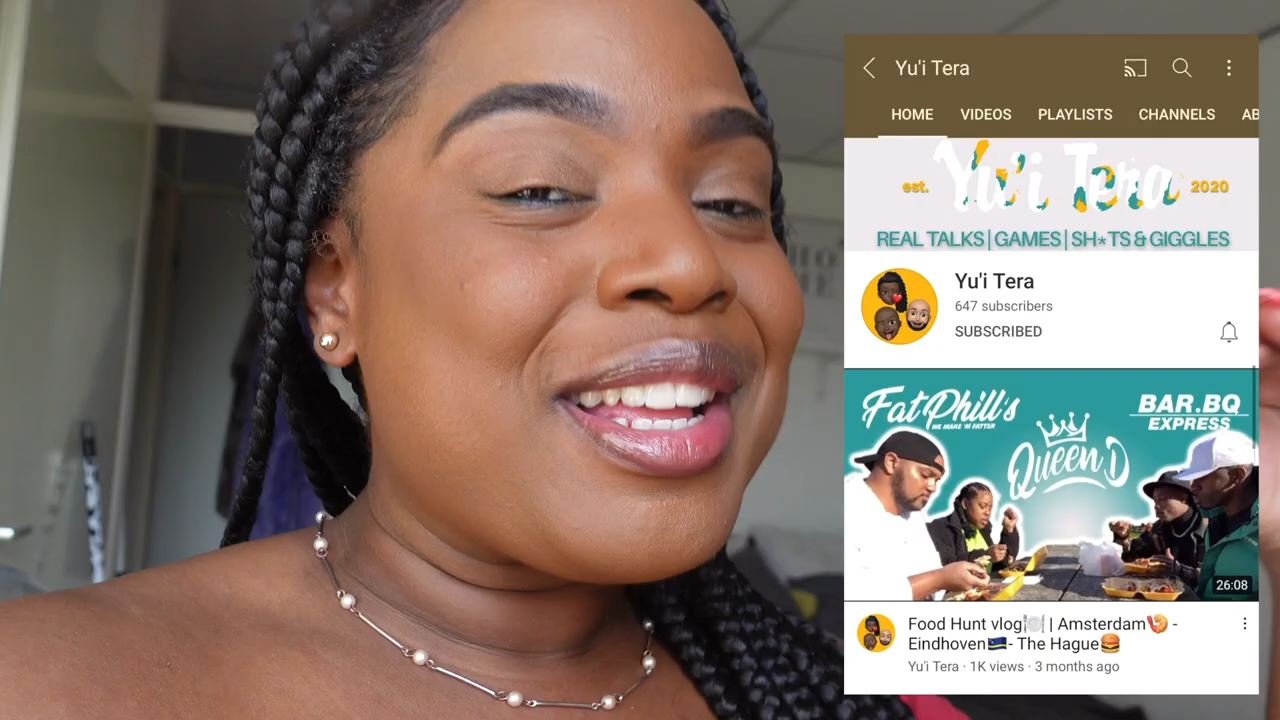 Yu'i Tera
HOME VIDEOS PLAYLISTS CHANNELS AB
est. Yu'i Tera 2020
REAL TALKS | GAMES | SH*TS & GIGGLES
Yu'i Tera
647 subscribers
SUBSCRIBED
Fat Phill's
WE MAKE 'M FATTER
Queen D
BAR.BQ
EXPRESS
26:08
Food Hunt vlog🍽️ | Amsterdam🍤 -
Eindhoven🇨🇼- The Hague🍔
Yu'i Tera · 1K views · 3 months ago